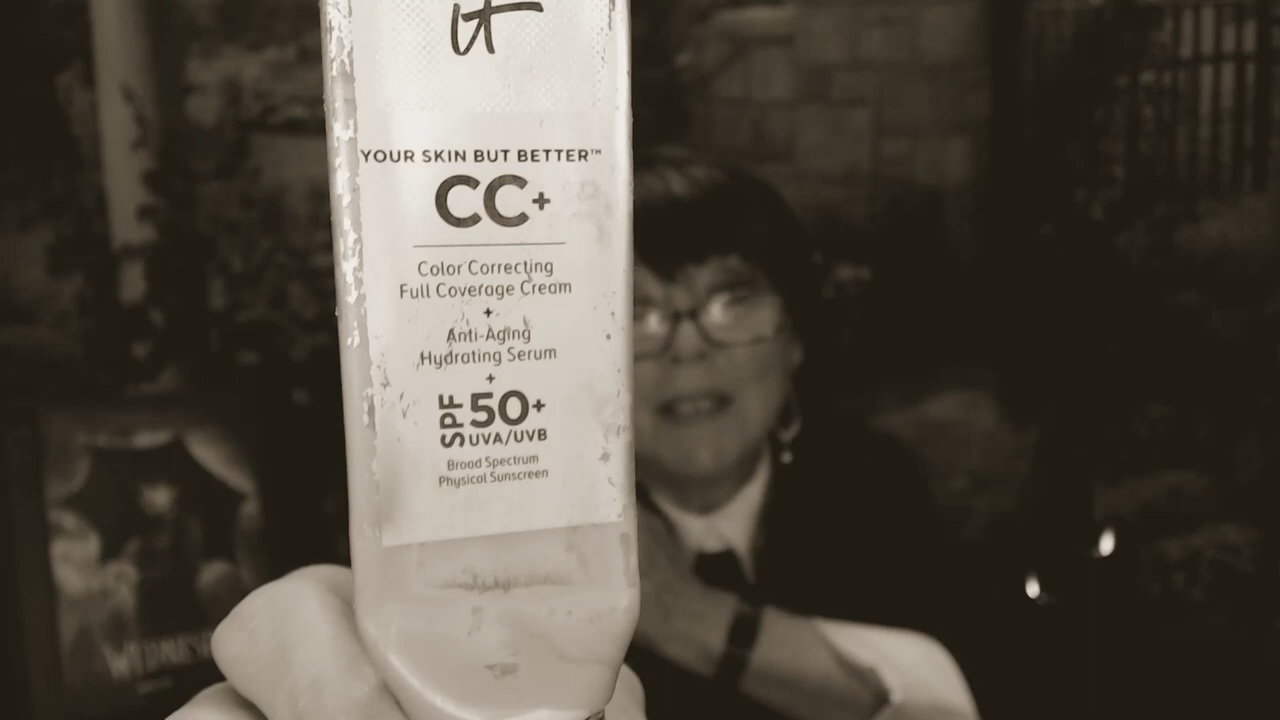 it
YOUR SKIN BUT BETTER™
CC+
Color Correcting
Full Coverage Cream
+
Anti-Aging
Hydrating Serum
+
SPF 50+
UVA/UVB
Broad Spectrum
Physical Sunscreen